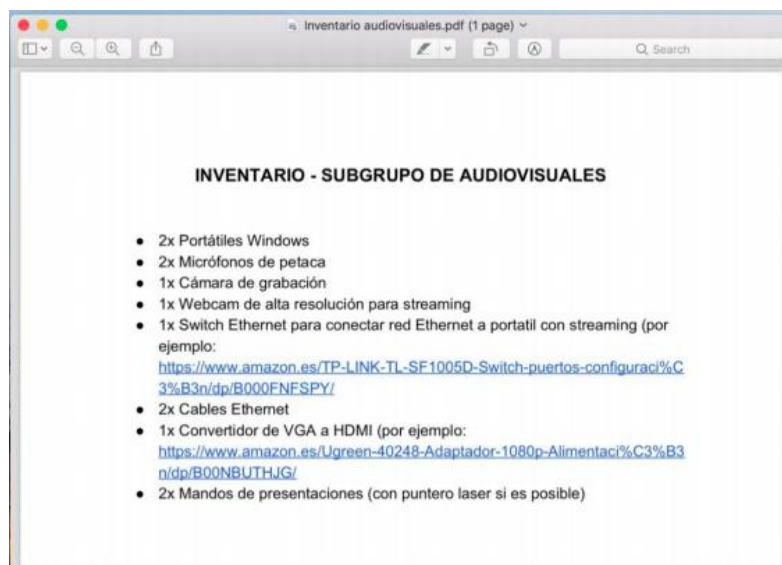 Inventario audiovisuales.pdf (1 page)
Search
INVENTARIO - SUBGRUPO DE AUDIOVISUALES
● 2x Portátiles Windows
● 2x Micrófonos de petaca
● 1x Cámara de grabación
● 1x Webcam de alta resolución para streaming
● 1x Switch Ethernet para conectar red Ethernet a portatil con streaming (por
ejemplo:
https://www.amazon.es/TP-LINK-TL-SF1005D-Switch-puertos-configuraci%C
3%B3n/dp/B000FNFSPY/
● 2x Cables Ethernet
● 1x Convertidor de VGA a HDMI (por ejemplo:
https://www.amazon.es/Ugreen-40248-Adaptador-1080p-Alimentaci%C3%B3
n/dp/B00NBUTHJG/
● 2x Mandos de presentaciones (con puntero laser si es posible)